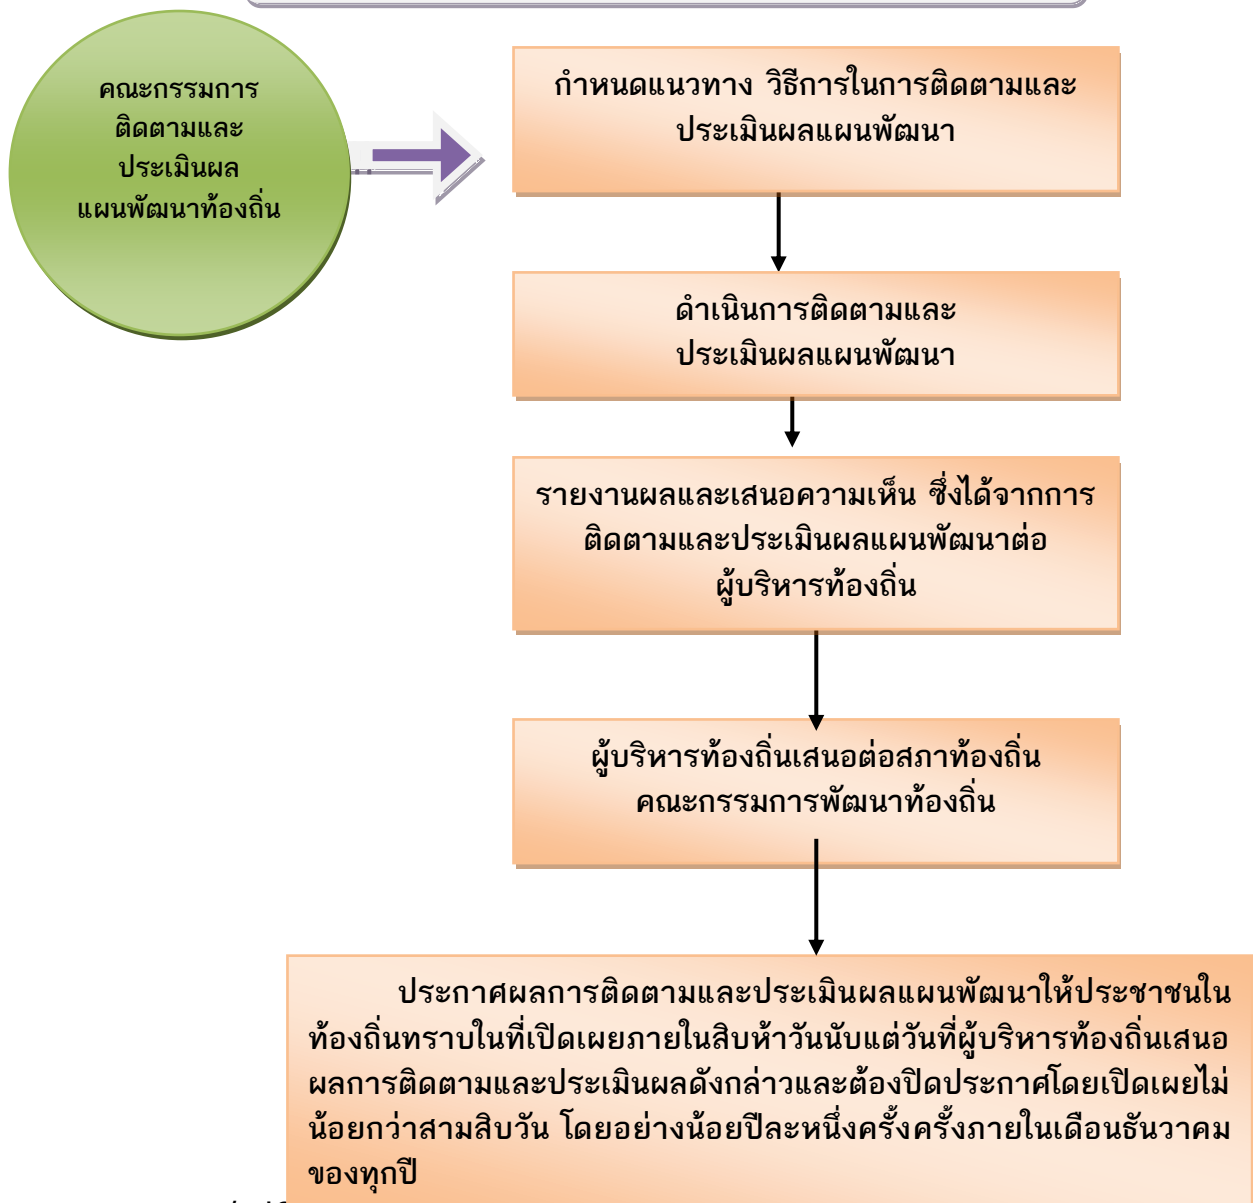 คณะกรรมการ
ติดตามและ
ประเมินผล
แผนพัฒนาท้องถิ่น
กำหนดแนวทาง วิธีการในการติดตามและ
ประเมินผลแผนพัฒนา
ดำเนินการติดตามและ
ประเมินผลแผนพัฒนา
รายงานผลและเสนอความเห็น ซึ่งได้จากการ
ติดตามและประเมินผลแผนพัฒนาต่อ
ผู้บริหารท้องถิ่น
ผู้บริหารท้องถิ่นเสนอต่อสภาท้องถิ่น
คณะกรรมการพัฒนาท้องถิ่น
ประกาศผลการติดตามและประเมินผลแผนพัฒนาให้ประชาชนใน
ท้องถิ่นทราบในที่เปิดเผยภายในสิบห้าวันนับแต่วันที่ผู้บริหารท้องถิ่นเสนอ
ผลการติดตามและประเมินผลดังกล่าวและต้องปิดประกาศโดยเปิดเผยไม่
น้อยกว่าสามสิบวัน โดยอย่างน้อยปีละหนึ่งครั้งครั้งภายในเดือนธันวาคม
ของทุกปี